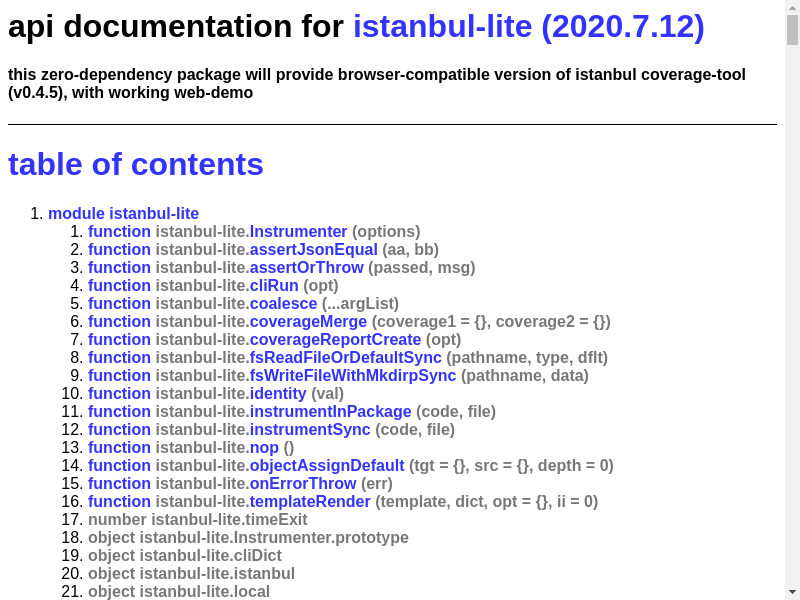 api documentation for istanbul-lite (2020.7.12)
this zero-dependency package will provide browser-compatible version of istanbul coverage-tool
(v0.4.5), with working web-demo
table of contents
1. module istanbul-lite
1. function istanbul-lite.Instrumenter (options)
2. function istanbul-lite.assertJsonEqual (aa, bb)
3. function istanbul-lite.assertOrThrow (passed, msg)
4. function istanbul-lite.cliRun (opt)
5. function istanbul-lite.coalesce (...argList)
6. function istanbul-lite.coverageMerge (coverage1 = {}, coverage2 = {})
7. function istanbul-lite.coverageReportCreate (opt)
8. function istanbul-lite.fsReadFileOrDefaultSync (pathname, type, dflt)
9. function istanbul-lite.fsWriteFileWithMkdirpSync (pathname, data)
10. function istanbul-lite.identity (val)
11. function istanbul-lite.instrumentInPackage (code, file)
12. function istanbul-lite.instrumentSync (code, file)
13. function istanbul-lite.nop ()
14. function istanbul-lite.objectAssignDefault (tgt = {}, src = {}, depth = 0)
15. function istanbul-lite.onErrorThrow (err)
16. function istanbul-lite.templateRender (template, dict, opt = {}, ii = 0)
17. number istanbul-lite.timeExit
18. object istanbul-lite.Instrumenter.prototype
19. object istanbul-lite.cliDict
20. object istanbul-lite.istanbul
21. object istanbul-lite.local